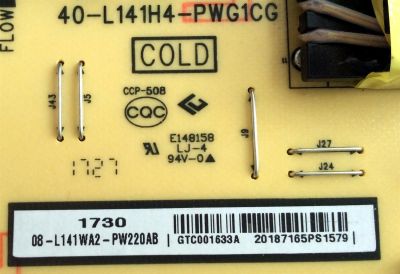 FLOW
40-L141H4-PWG1CG
COLD
J43
J5
CCP-508
CQC
E148158
LJ-4
94V-0
J9
J27
J24
1727
1730
08-L141WA2-PW220AB
GTC001633A 20187165PS1579